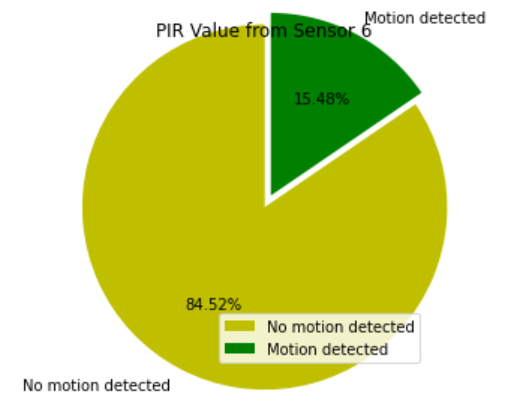 Motion detected
PIR Value from Sensor 6
15.48%
84.52%
No motion detected
Motion detected
No motion detected